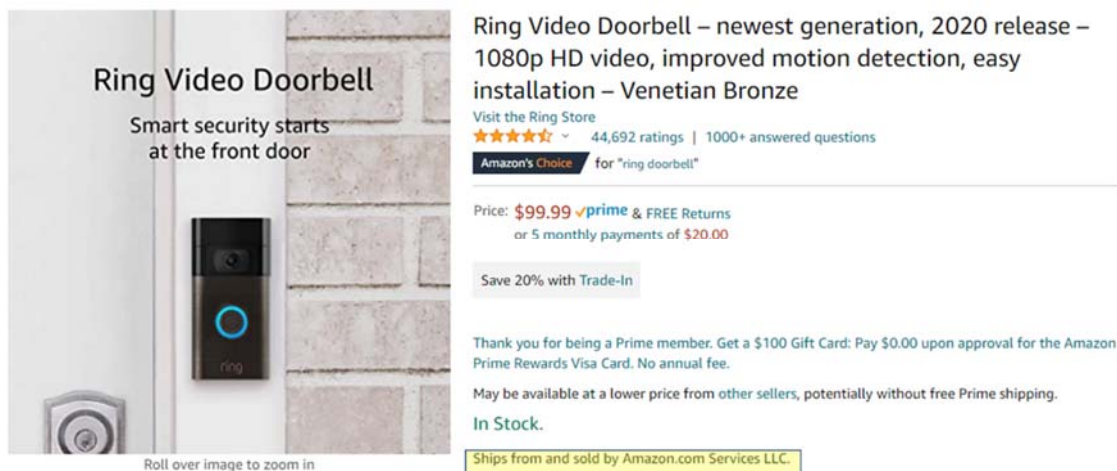 Ring Video Doorbell
Smart security starts
at the front door
ring
Roll over image to zoom in
Ring Video Doorbell – newest generation, 2020 release –
1080p HD video, improved motion detection, easy
installation – Venetian Bronze
Visit the Ring Store
44,692 ratings | 1000+ answered questions
Amazon's Choice for "ring doorbell"
Price: $99.99 prime & FREE Returns
or 5 monthly payments of $20.00
Save 20% with Trade-In
Thank you for being a Prime member. Get a $100 Gift Card: Pay $0.00 upon approval for the Amazon
Prime Rewards Visa Card. No annual fee.
May be available at a lower price from other sellers, potentially without free Prime shipping.
In Stock.
Ships from and sold by Amazon.com Services LLC.